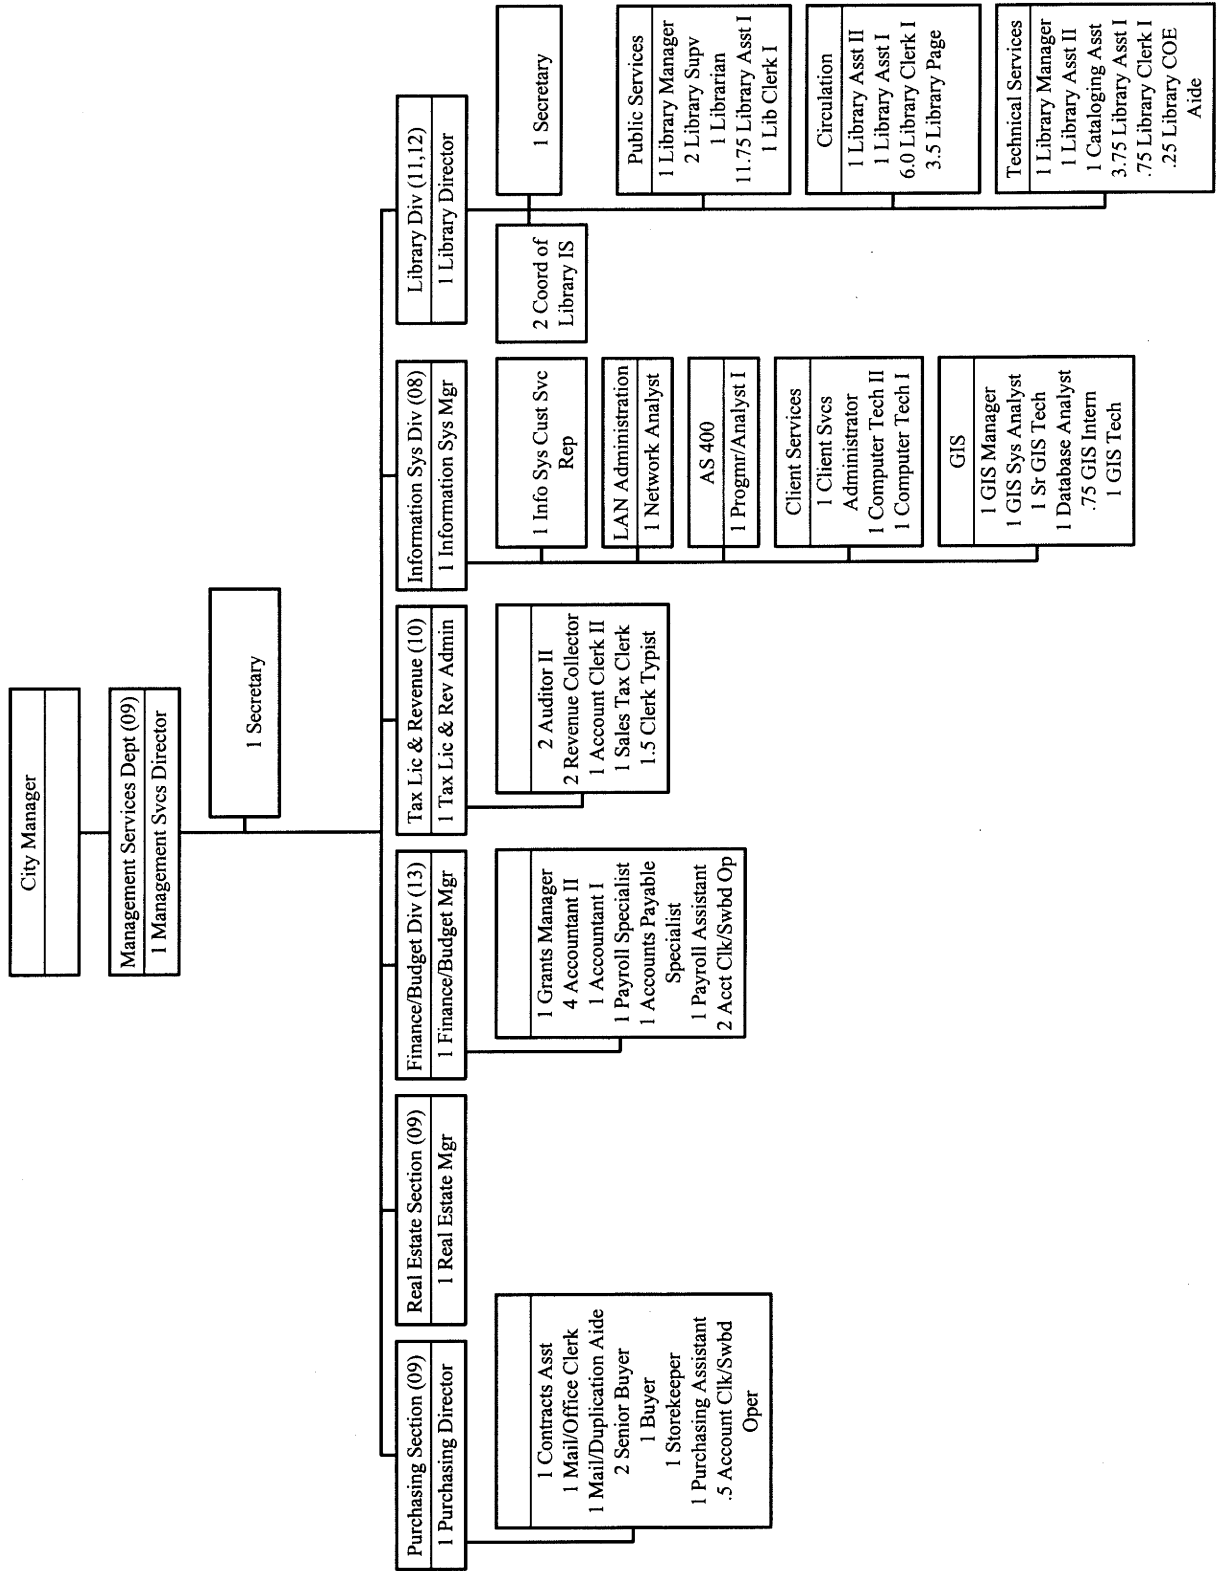 City Manager
Management Services Dept (09)
1 Management Svcs Director
1 Secretary
Purchasing Section (09)
1 Purchasing Director
1 Contracts Asst
1 Mail/Office Clerk
1 Mail/Duplication Aide
2 Senior Buyer
1 Buyer
1 Storekeeper
1 Purchasing Assistant
.5 Account Clk/Swbd
Oper
Real Estate Section (09)
1 Real Estate Mgr
Finance/Budget Div (13)
1 Finance/Budget Mgr
1 Grants Manager
4 Accountant II
1 Accountant I
1 Payroll Specialist
1 Accounts Payable
Specialist
1 Payroll Assistant
2 Acct Clk/Swbd Op
Tax Lic & Revenue (10)
1 Tax Lic & Rev Admin
2 Auditor II
2 Revenue Collector
1 Account Clerk II
1 Sales Tax Clerk
1.5 Clerk Typist
Information Sys Div (08)
1 Information Sys Mgr
1 Info Sys Cust Svc
Rep
LAN Administration
1 Network Analyst
AS 400
1 Progmr/Analyst I
Client Services
1 Client Svcs
Administrator
1 Computer Tech II
1 Computer Tech I
GIS
1 GIS Manager
1 GIS Sys Analyst
1 Sr GIS Tech
1 Database Analyst
.75 GIS Intern
1 GIS Tech
Library Div (11,12)
1 Library Director
2 Coord of
Library IS
1 Secretary
Public Services
1 Library Manager
2 Library Supv
1 Librarian
11.75 Library Asst I
1 Lib Clerk I
Circulation
1 Library Asst II
1 Library Asst I
6.0 Library Clerk I
3.5 Library Page
Technical Services
1 Library Manager
1 Library Asst II
1 Cataloging Asst
3.75 Library Asst I
.75 Library Clerk I
.25 Library COE
Aide